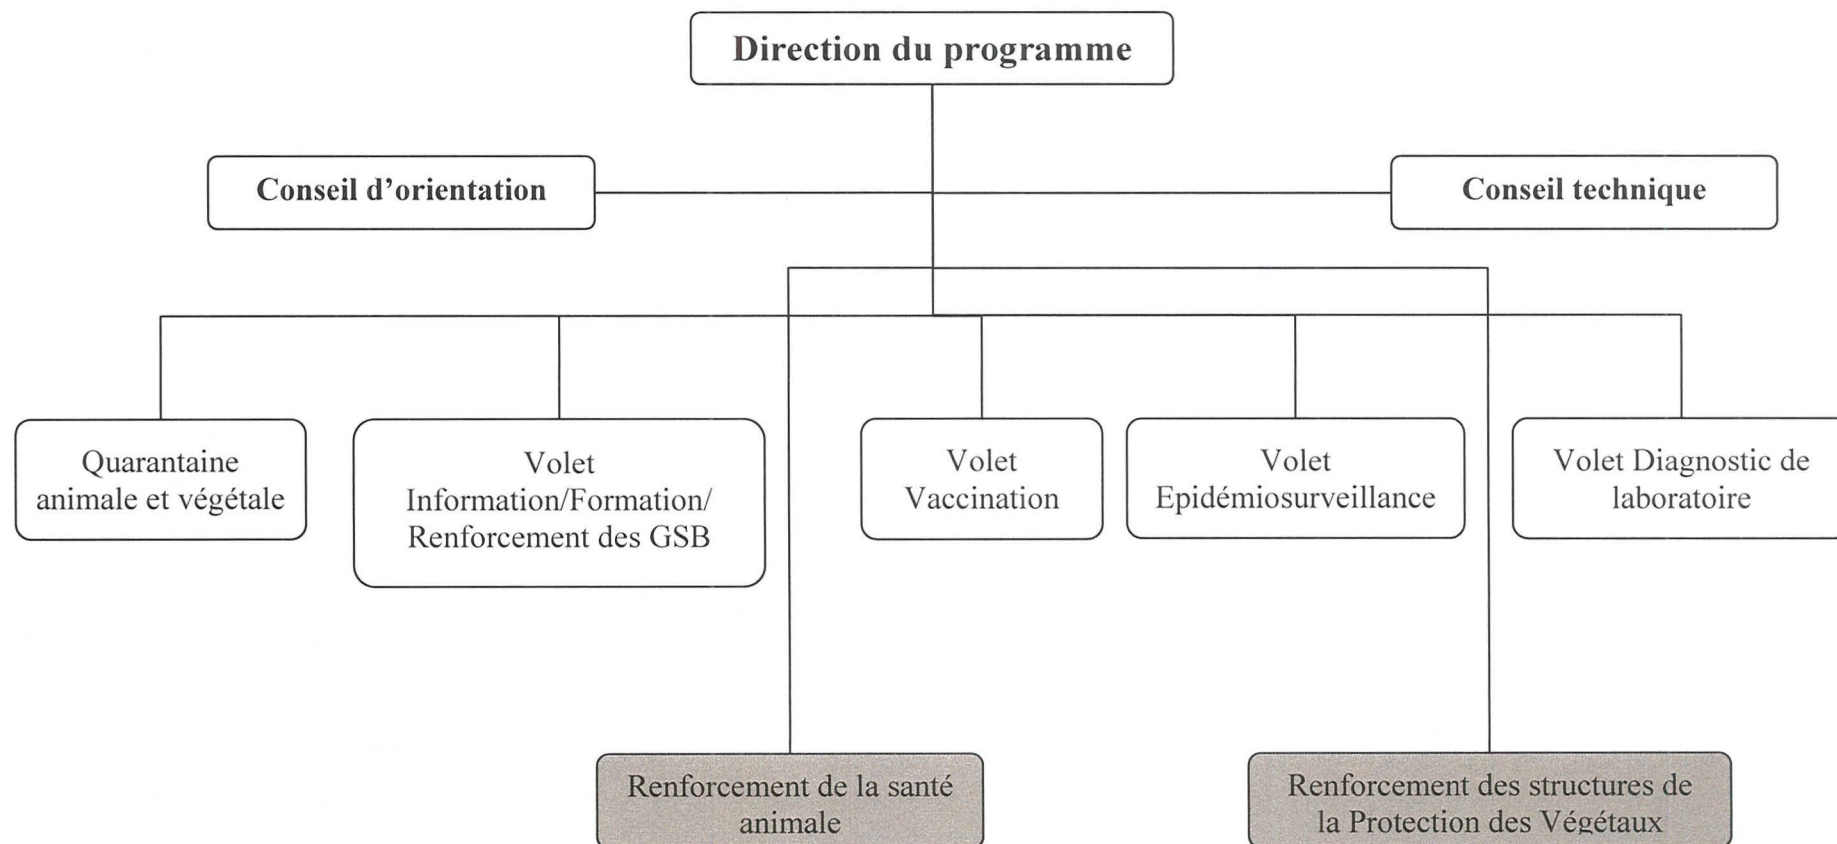 Direction du programme
Conseil d’orientation
Conseil technique
Quarantaine
animale et végétale
Volet
Information/Formation/
Renforcement des GSB
Volet
Vaccination
Volet
Epidémiosurveillance
Volet Diagnostic de
laboratoire
Renforcement de la santé
animale
Renforcement des structures de
la Protection des Végétaux